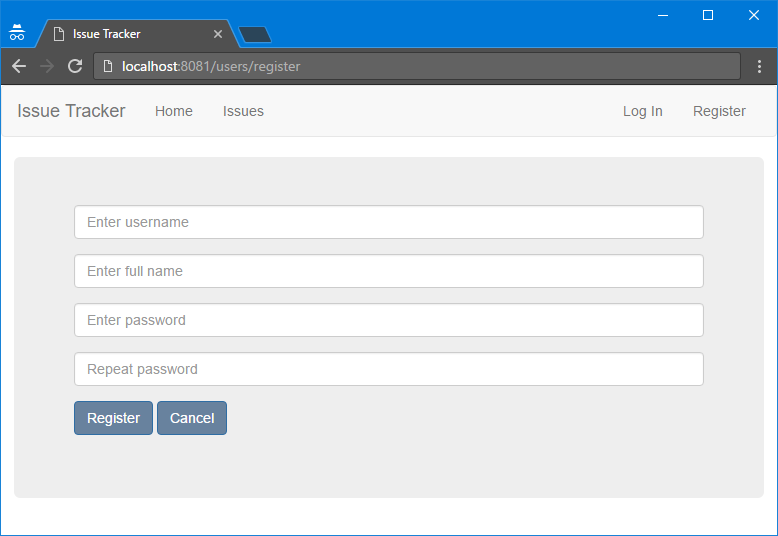 Issue Tracker
localhost:8081/users/register
Issue Tracker Home Issues Log In Register
Enter username
Enter full name
Enter password
Repeat password
Register Cancel